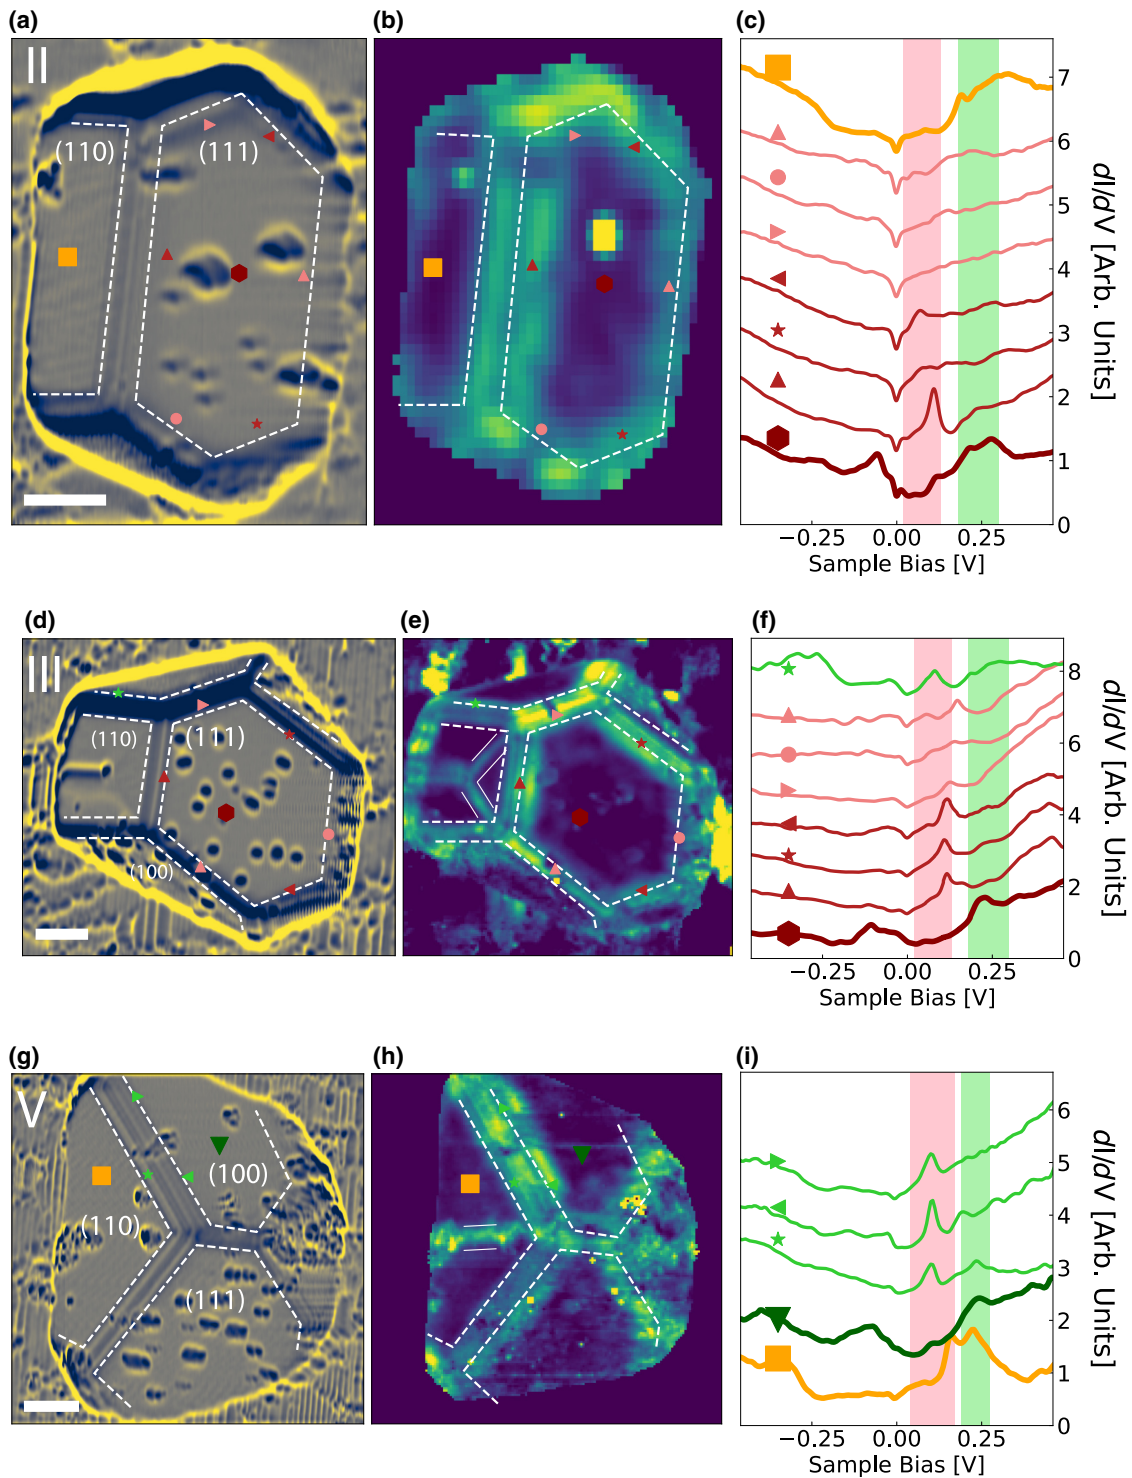 (a)
(b)
(c)
II
(110)
(111)
7
6
5
4
3
2
1
0
dI/dV [Arb. Units]
−0.25
0.00
0.25
Sample Bias [V]
(d)
(e)
(f)
III
(110)
(111)
(100)
8
6
4
2
0
dI/dV [Arb. Units]
−0.25
0.00
0.25
Sample Bias [V]
(g)
(h)
(i)
V
(100)
(110)
(111)
6
5
4
3
2
1
0
dI/dV [Arb. Units]
−0.25
0.00
0.25
Sample Bias [V]